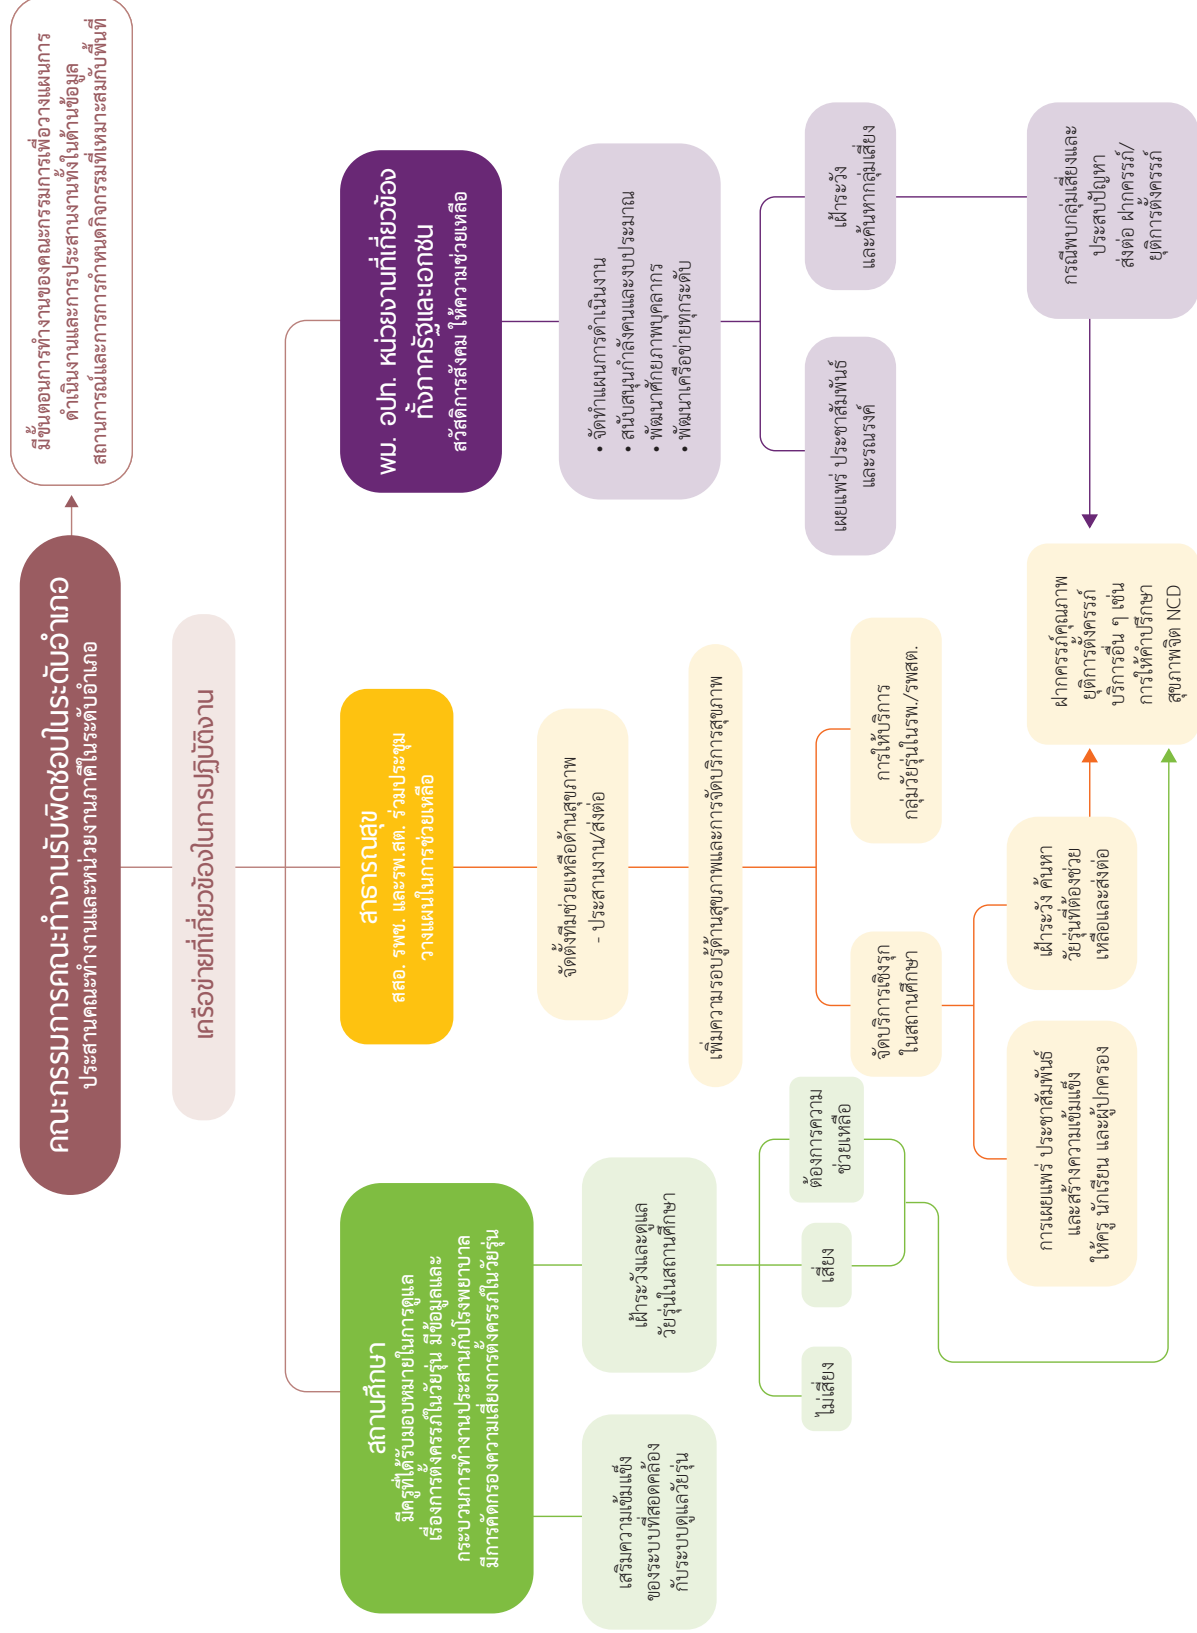 คณะกรรมการคณะทำงานรับผิดชอบในระดับอำเภอ
ประสานคณะทำงานและหน่วยงานภาคีในระดับอำเภอ
มีขั้นตอนการทำงานของคณะกรรมการเพื่อวางแผนการ
ดำเนินงานและการประสานงานทั้งในด้านข้อมูล
สถานการณ์และการกำหนดกิจกรรมที่เหมาะสมกับพื้นที่
เครือข่ายที่เกี่ยวข้องในการปฏิบัติงาน
สถานศึกษา
มีครูที่ได้รับมอบหมายในการดูแล
เรื่องการตั้งครรภ์ในวัยรุ่น มีข้อมูลและ
กระบวนการทำงานประสานกับโรงพยาบาล
มีการคัดกรองความเสี่ยงการตั้งครรภ์ในวัยรุ่น
เสริมความเข้มแข็ง
ของระบบที่สอดคล้อง
กับระบบดูแลวัยรุ่น
เฝ้าระวังและดูแล
วัยรุ่นในสถานศึกษา
ไม่เสี่ยง
เสี่ยง
ต้องการความ
ช่วยเหลือ
สาธารณสุข
สสอ. รพช. และรพ.สต. ร่วมประชุม
วางแผนในการช่วยเหลือ
จัดตั้งทีมช่วยเหลือด้านสุขภาพ
- ประสานงาน/ส่งต่อ
เพิ่มความรอบรู้ด้านสุขภาพและการจัดบริการสุขภาพ
จัดบริการเชิงรุก
ในสถานศึกษา
การให้บริการ
กลุ่มวัยรุ่นในรพ./รพสต.
การเผยแพร่ ประชาสัมพันธ์
และสร้างความเข้มแข็ง
ให้ครู นักเรียน และผู้ปกครอง
เฝ้าระวัง ค้นหา
วัยรุ่นที่ต้องช่วย
เหลือและส่งต่อ
ฝากครรภ์คุณภาพ
ยุติการตั้งครรภ์
บริการอื่น ๆ เช่น
การให้คำปรึกษา
สุขภาพจิต NCD
พม. อปท. หน่วยงานที่เกี่ยวข้อง
ทั้งภาครัฐและเอกชน
สวัสดิการสังคม ให้ความช่วยเหลือ
• จัดทำแผนการดำเนินงาน
• สนับสนุนกำลังคนและงบประมาณ
• พัฒนาศักยภาพบุคลากร
• พัฒนาเครือข่ายทุกระดับ
เผยแพร่ ประชาสัมพันธ์
และรณรงค์
เฝ้าระวัง
และค้นหากลุ่มเสี่ยง
กรณีพบกลุ่มเสี่ยงและ
ประสบปัญหา
ส่งต่อ ฝากครรภ์/
ยุติการตั้งครรภ์